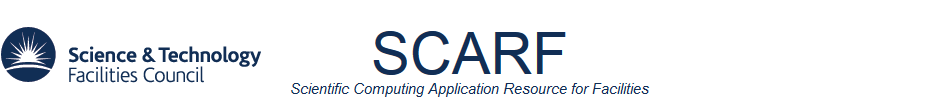 Science & Technology
Facilities Council
SCARF
Scientific Computing Application Resource for Facilities